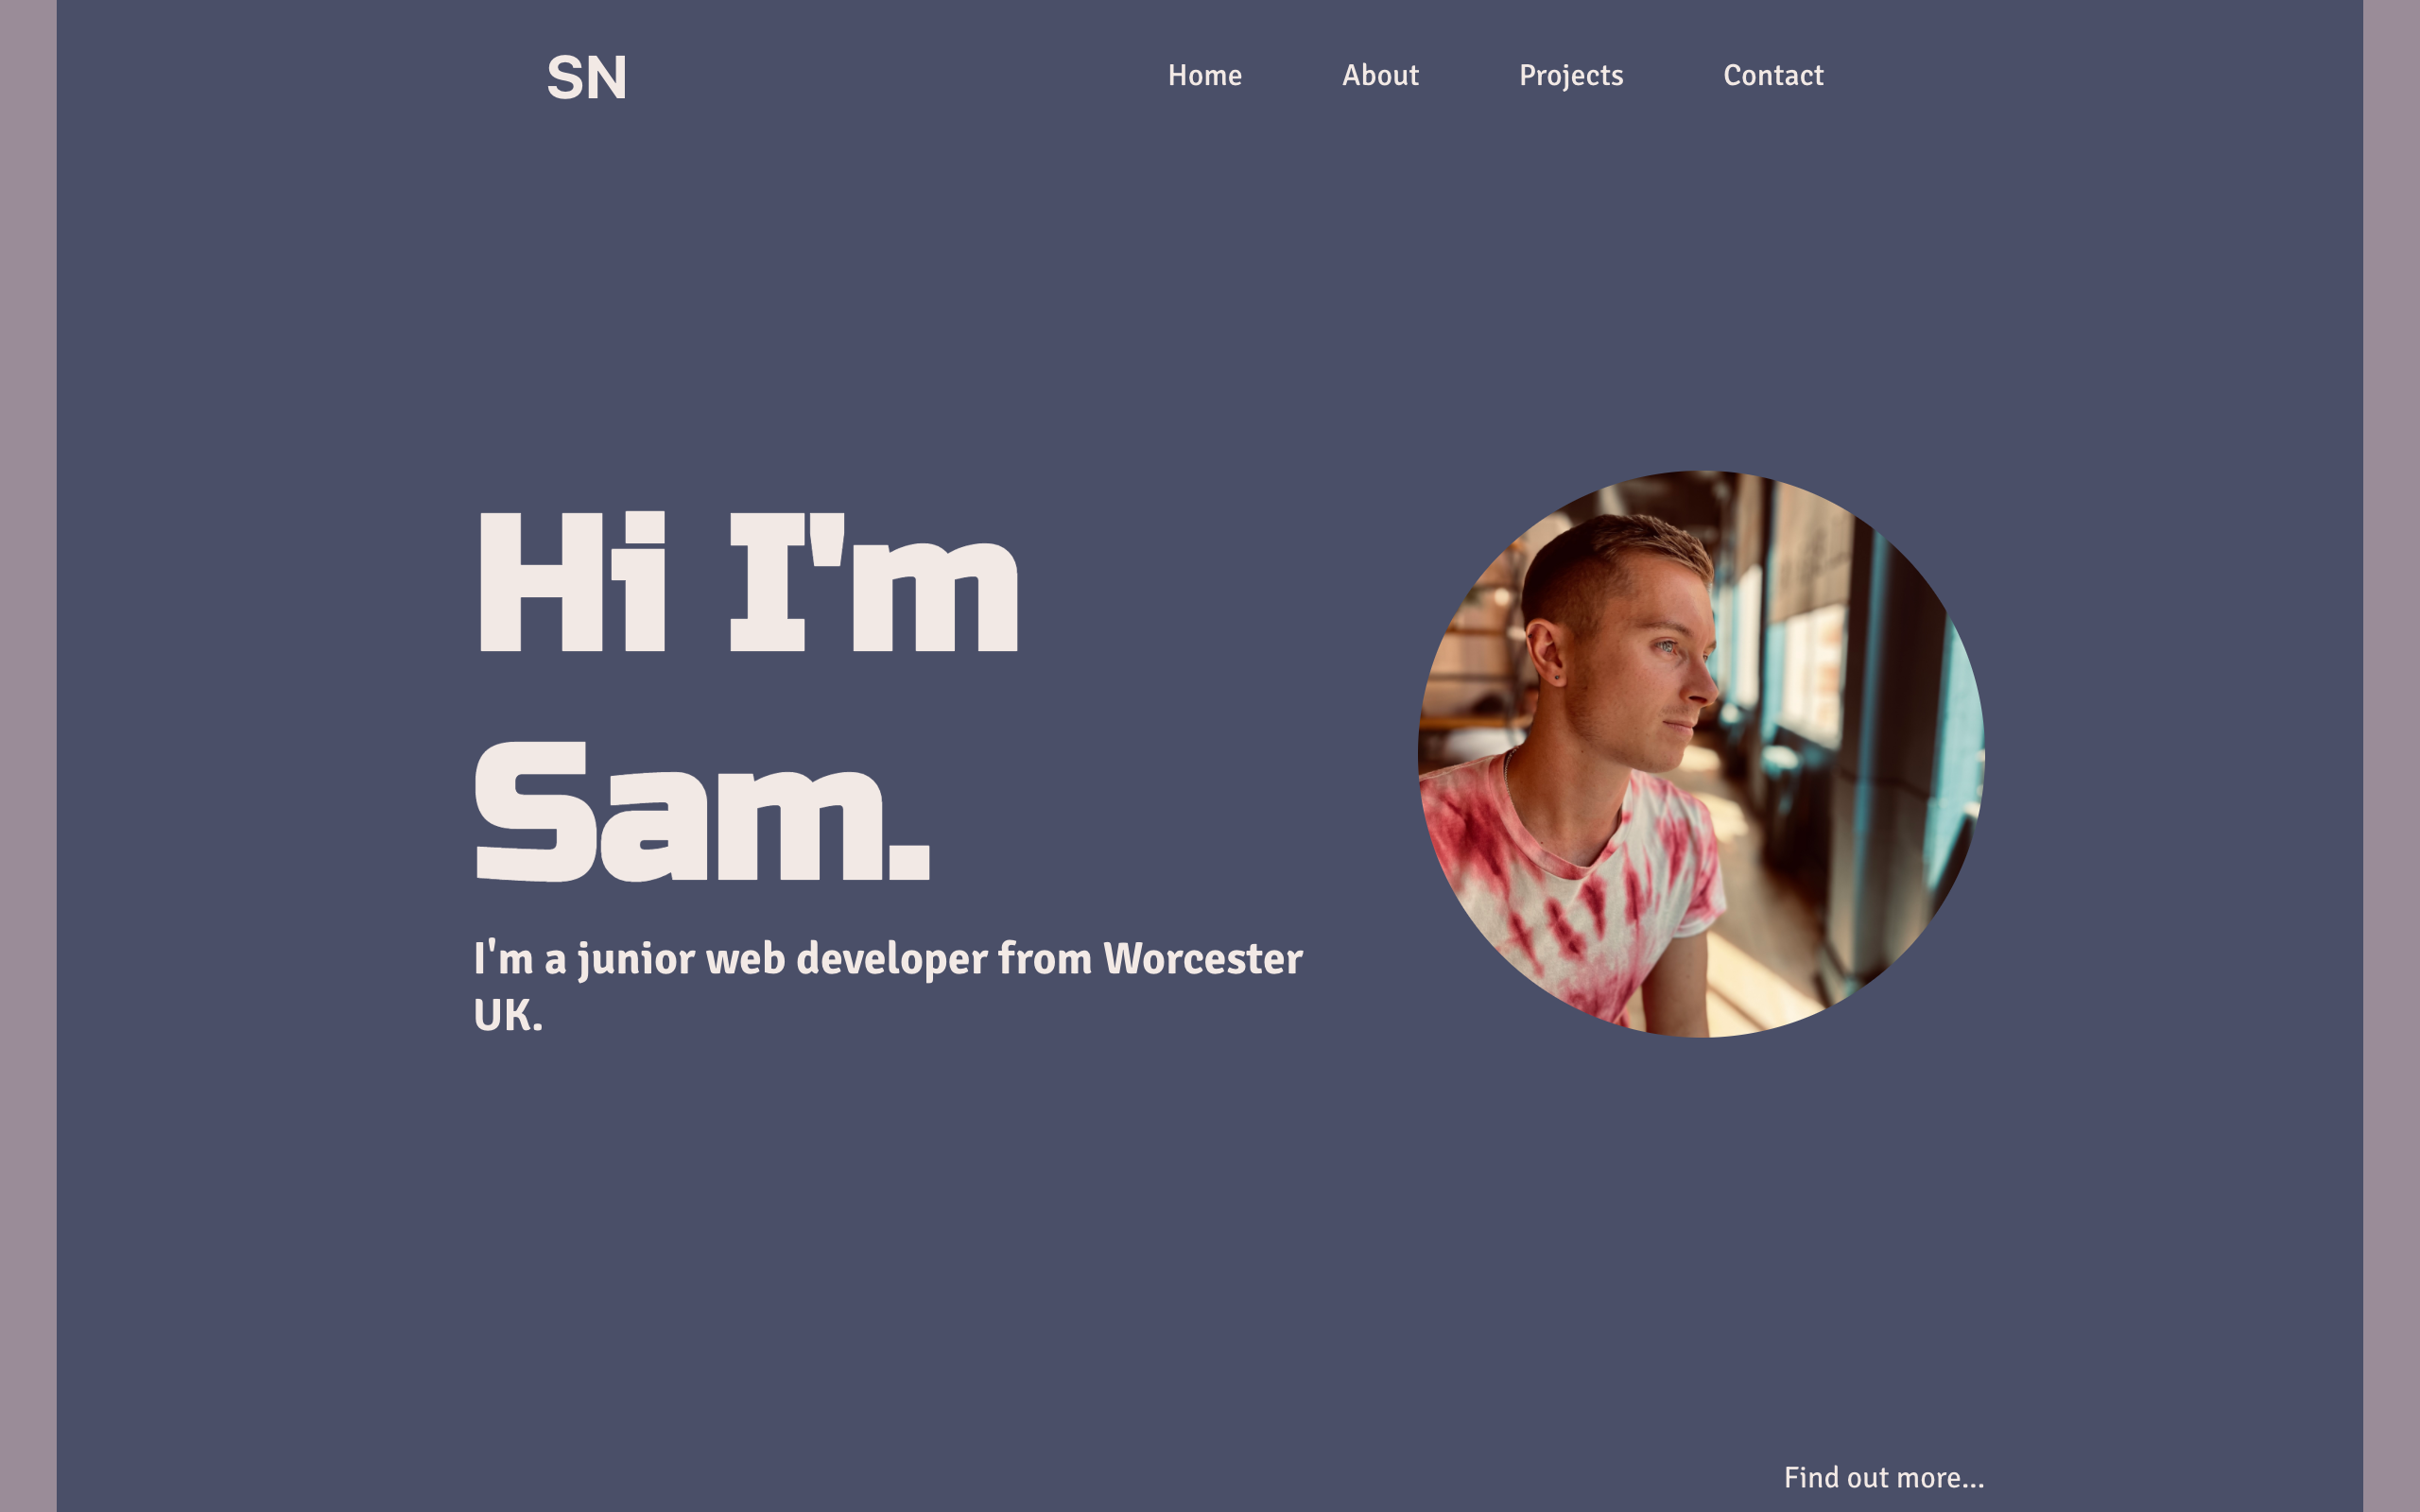 SN
Home About Projects Contact
Hi I'm
Sam.
I'm a junior web developer from Worcester
UK.
Find out more...